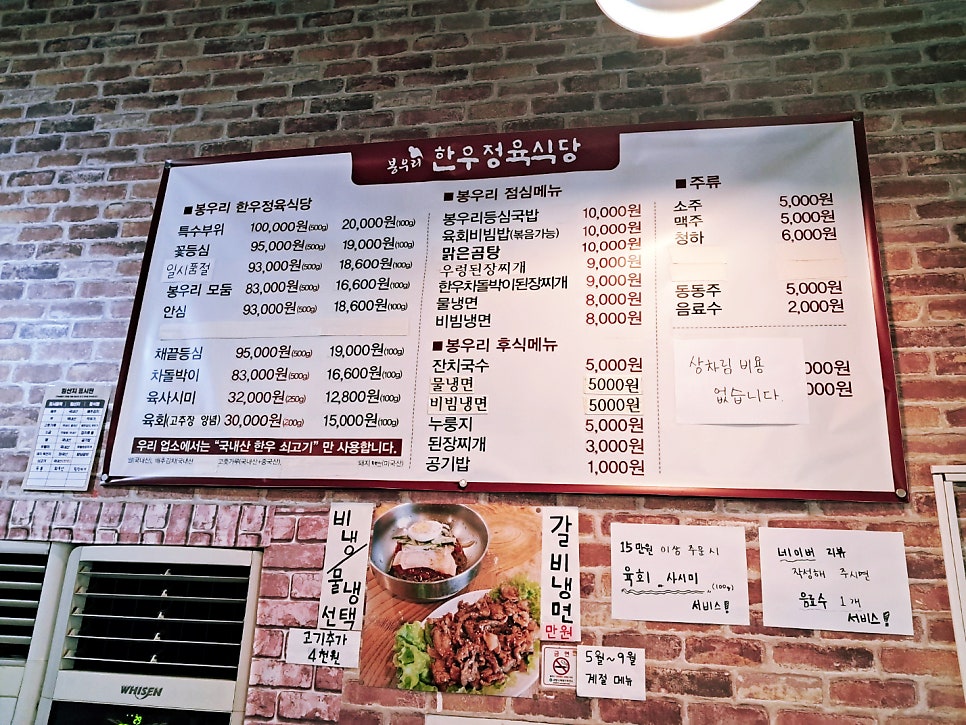 봉우리 한우정육식당
■ 봉우리 한우정육식당
특수부위 100,000원(500g) 20,000원(100g)
꽃등심 95,000원(500g) 19,000원(100g)
일시품절 93,000원(500g) 18,600원(100g)
봉우리 모둠 83,000원(500g) 16,600원(100g)
안심 93,000원(500g) 18,600원(100g)
채끝등심 95,000원(500g) 19,000원(100g)
차돌박이 83,000원(500g) 16,600원(100g)
육사시미 32,000원(250g) 12,800원(100g)
육회(고추장 양념) 30,000원(200g) 15,000원(100g)
우리 업소에서는 "국내산 한우 쇠고기" 만 사용합니다.
■ 봉우리 점심메뉴
봉우리등심국밥 10,000원
육회비빔밥(볶음가능) 10,000원
맑은곰탕 10,000원
우렁된장찌개 9,000원
한우차돌박이된장찌개 9,000원
물냉면 8,000원
비빔냉면 8,000원
■ 봉우리 후식메뉴
잔치국수 5,000원
물냉면 5000원
비빔냉면 5000원
누룽지 5,000원
된장찌개 3,000원
공기밥 1,000원
■ 주류
소주 5,000원
맥주 5,000원
청하 6,000원
동동주 5,000원
음료수 2,000원
상차림 비용
없습니다.
000원
000원
원산지 표시판
비냉/물냉
선택
고기추가
4천원
갈비냉면
만원
금연
5월~9월
계절 메뉴
15만원 이상 주문시
육회 사시미 (100g)
서비스!
네이버 리뷰
작성해 주시면
음료수 1개
서비스!
WHISEN